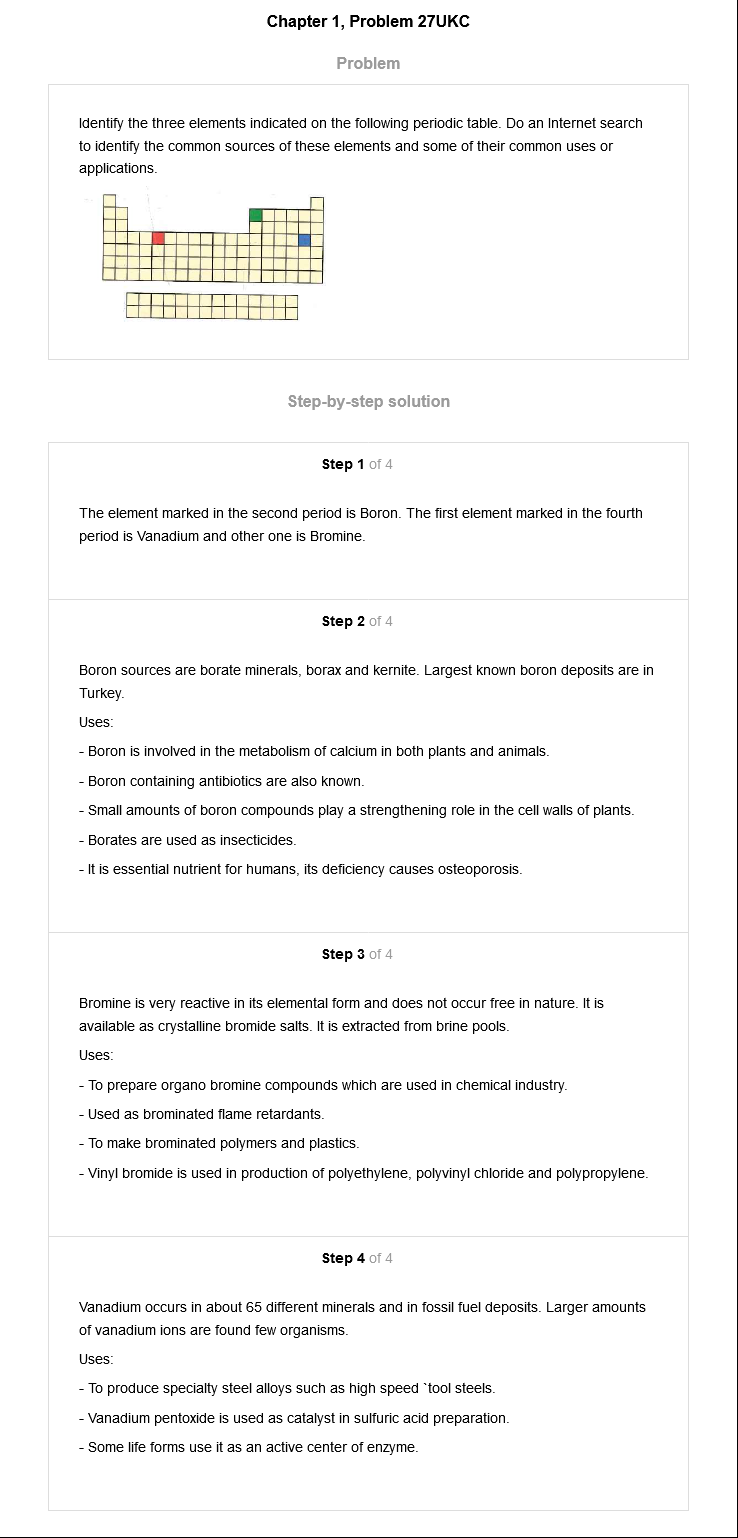 Chapter 1, Problem 27UKC
Problem
Identify the three elements indicated on the following periodic table. Do an Internet search
to identify the common sources of these elements and some of their common uses or
applications.
Step-by-step solution
Step 1 of 4
The element marked in the second period is Boron. The first element marked in the fourth
period is Vanadium and other one is Bromine.
Step 2 of 4
Boron sources are borate minerals, borax and kernite. Largest known boron deposits are in
Turkey.
Uses:
- Boron is involved in the metabolism of calcium in both plants and animals.
- Boron containing antibiotics are also known.
- Small amounts of boron compounds play a strengthening role in the cell walls of plants.
- Borates are used as insecticides.
- It is essential nutrient for humans, its deficiency causes osteoporosis.
Step 3 of 4
Bromine is very reactive in its elemental form and does not occur free in nature. It is
available as crystalline bromide salts. It is extracted from brine pools.
Uses:
- To prepare organo bromine compounds which are used in chemical industry.
- Used as brominated flame retardants.
- To make brominated polymers and plastics.
- Vinyl bromide is used in production of polyethylene, polyvinyl chloride and polypropylene.
Step 4 of 4
Vanadium occurs in about 65 different minerals and in fossil fuel deposits. Larger amounts
of vanadium ions are found few organisms.
Uses:
- To produce specialty steel alloys such as high speed `tool steels.
- Vanadium pentoxide is used as catalyst in sulfuric acid preparation.
- Some life forms use it as an active center of enzyme.